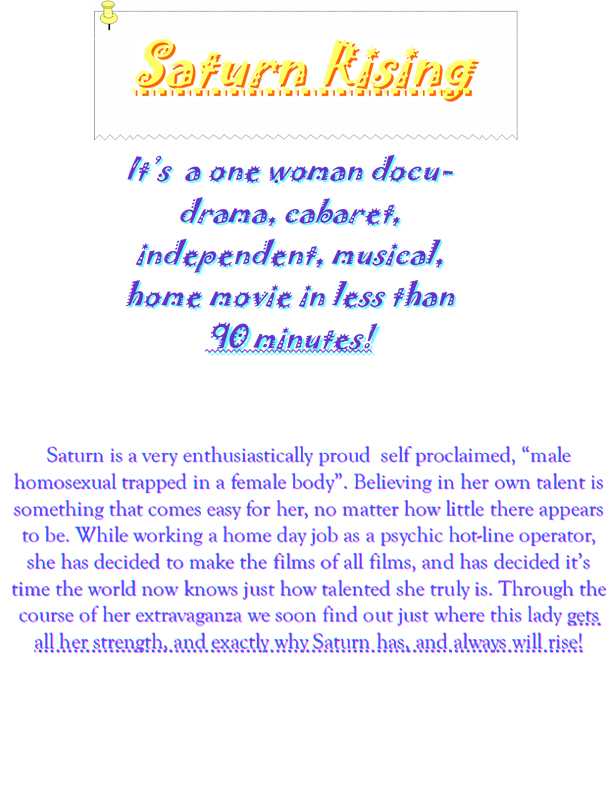 Saturn Rising
It's a one woman docu-
drama, cabaret,
independent, musical,
home movie in less than
90 minutes!
Saturn is a very enthusiastically proud self proclaimed, “male
homosexual trapped in a female body”. Believing in her own talent is
something that comes easy for her, no matter how little there appears
to be. While working a home day job as a psychic hot-line operator,
she has decided to make the films of all films, and has decided it's
time the world now knows just how talented she truly is. Through the
course of her extravaganza we soon find out just where this lady gets
all her strength, and exactly why Saturn has, and always will rise!